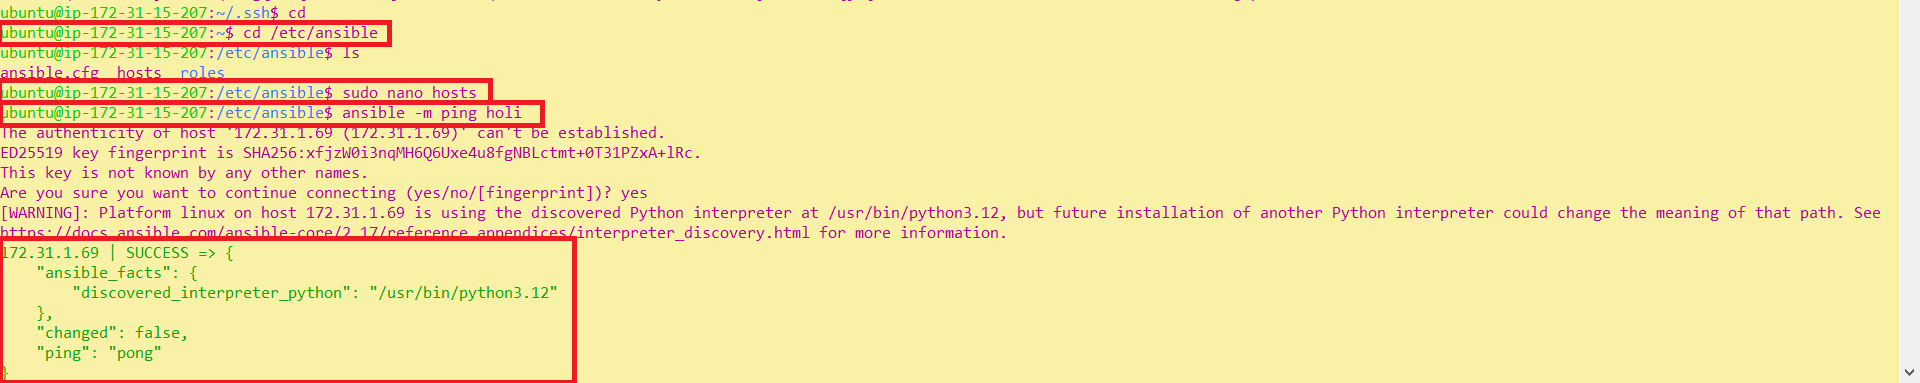 ubuntu@ip-172-31-15-207:~/.ssh$ cd
ubuntu@ip-172-31-15-207:~$ cd /etc/ansible
ubuntu@ip-172-31-15-207:/etc/ansible$ ls
ansible.cfg  hosts  roles
ubuntu@ip-172-31-15-207:/etc/ansible$ sudo nano hosts
ubuntu@ip-172-31-15-207:/etc/ansible$ ansible -m ping holi
The authenticity of host '172.31.1.69 (172.31.1.69)' can't be established.
ED25519 key fingerprint is SHA256:xfjzW0i3nqMH6Q6Uxe4u8fgNBLctmt+0T31PZxA+lRc.
This key is not known by any other names.
Are you sure you want to continue connecting (yes/no/[fingerprint])? yes
[WARNING]: Platform linux on host 172.31.1.69 is using the discovered Python interpreter at /usr/bin/python3.12, but future installation of another Python interpreter could change the meaning of that path. See
https://docs.ansible.com/ansible-core/2.17/reference_appendices/interpreter_discovery.html for more information.
172.31.1.69 | SUCCESS => {
    "ansible_facts": {
        "discovered_interpreter_python": "/usr/bin/python3.12"
    },
    "changed": false,
    "ping": "pong"
}